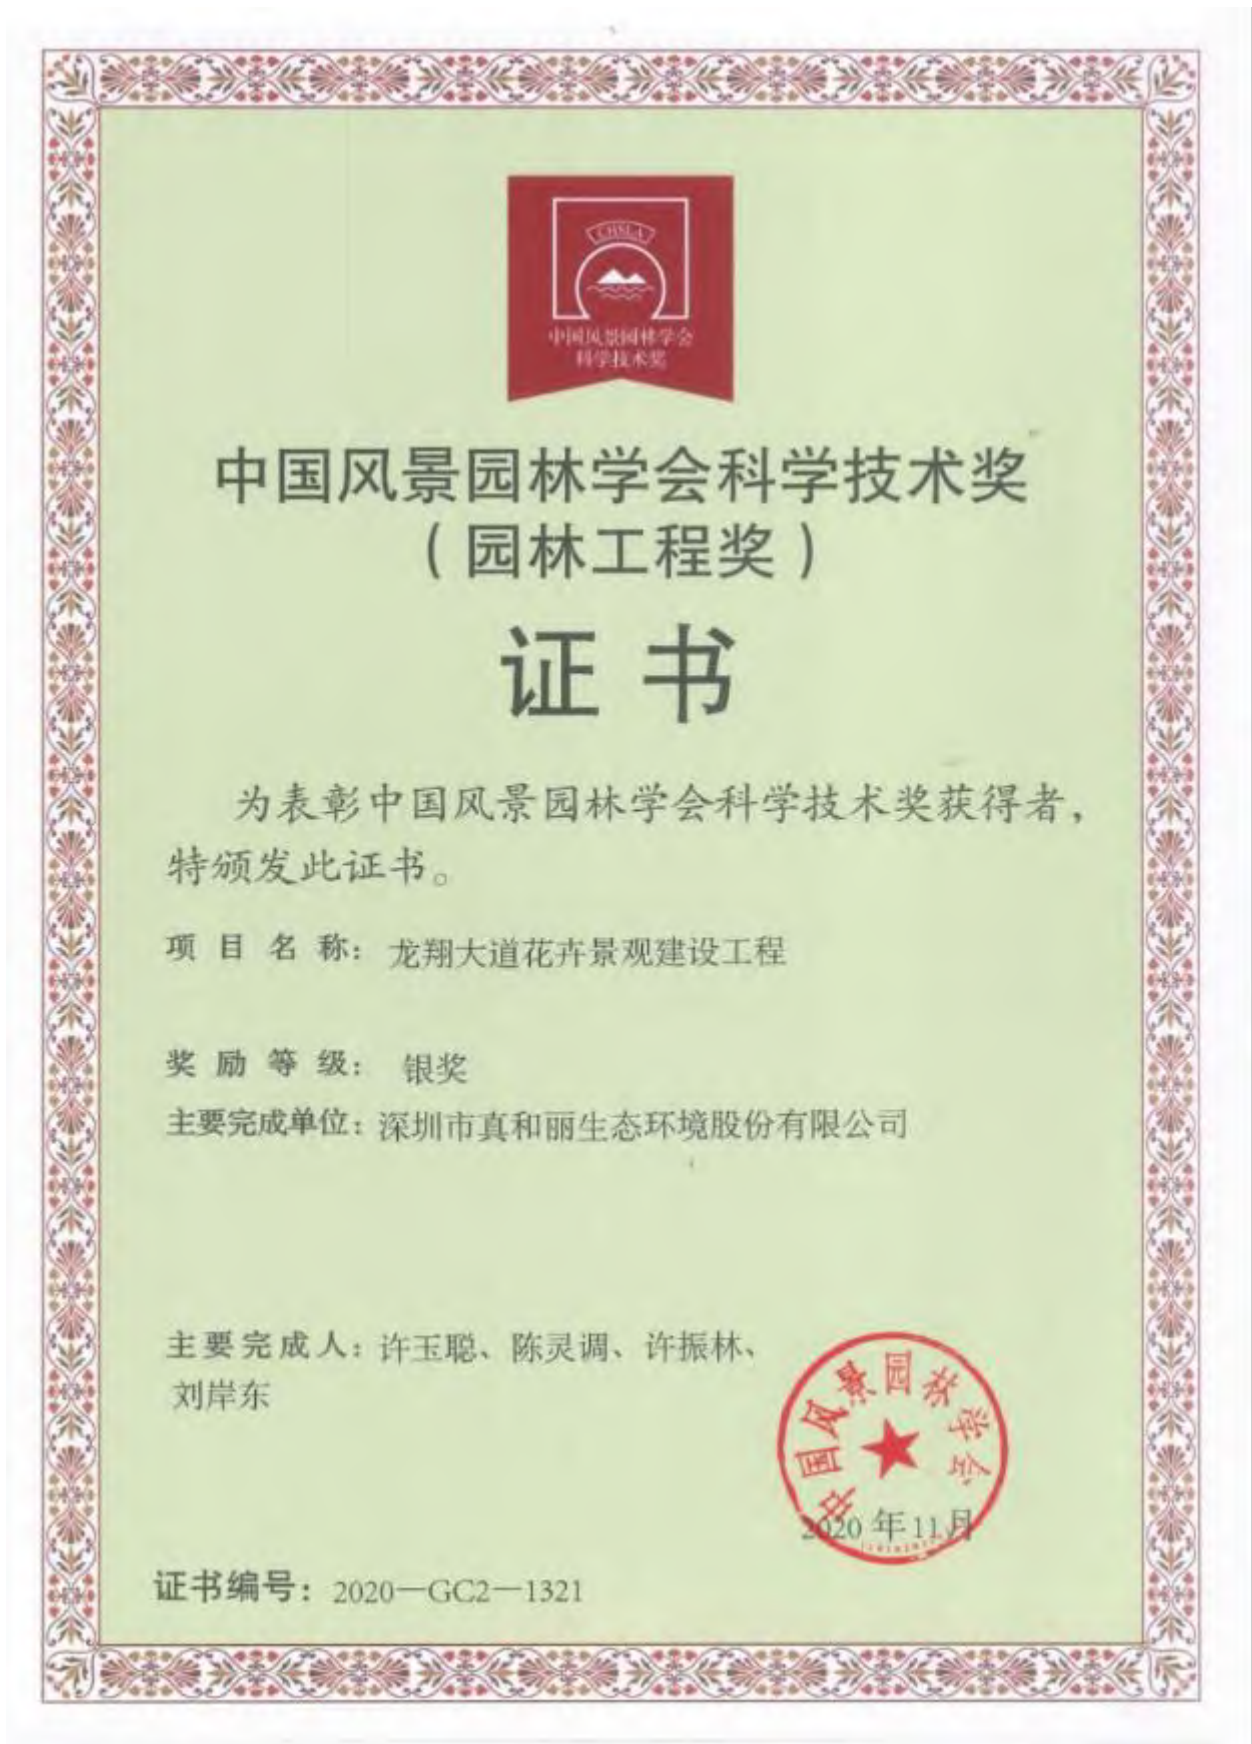 CHSLA
中国风景园林学会
科学技术奖
中国风景园林学会科学技术奖
（园林工程奖）
证书
为表彰中国风景园林学会科学技术奖获得者，
特颁发此证书。
项目名称：龙翔大道花卉景观建设工程
奖励等级：银奖
主要完成单位：深圳市真和丽生态环境股份有限公司
主要完成人：许玉聪、陈灵调、许振林、
刘岸东
中国风景园林学会
2020年11月
证书编号：2020—GC2—1321